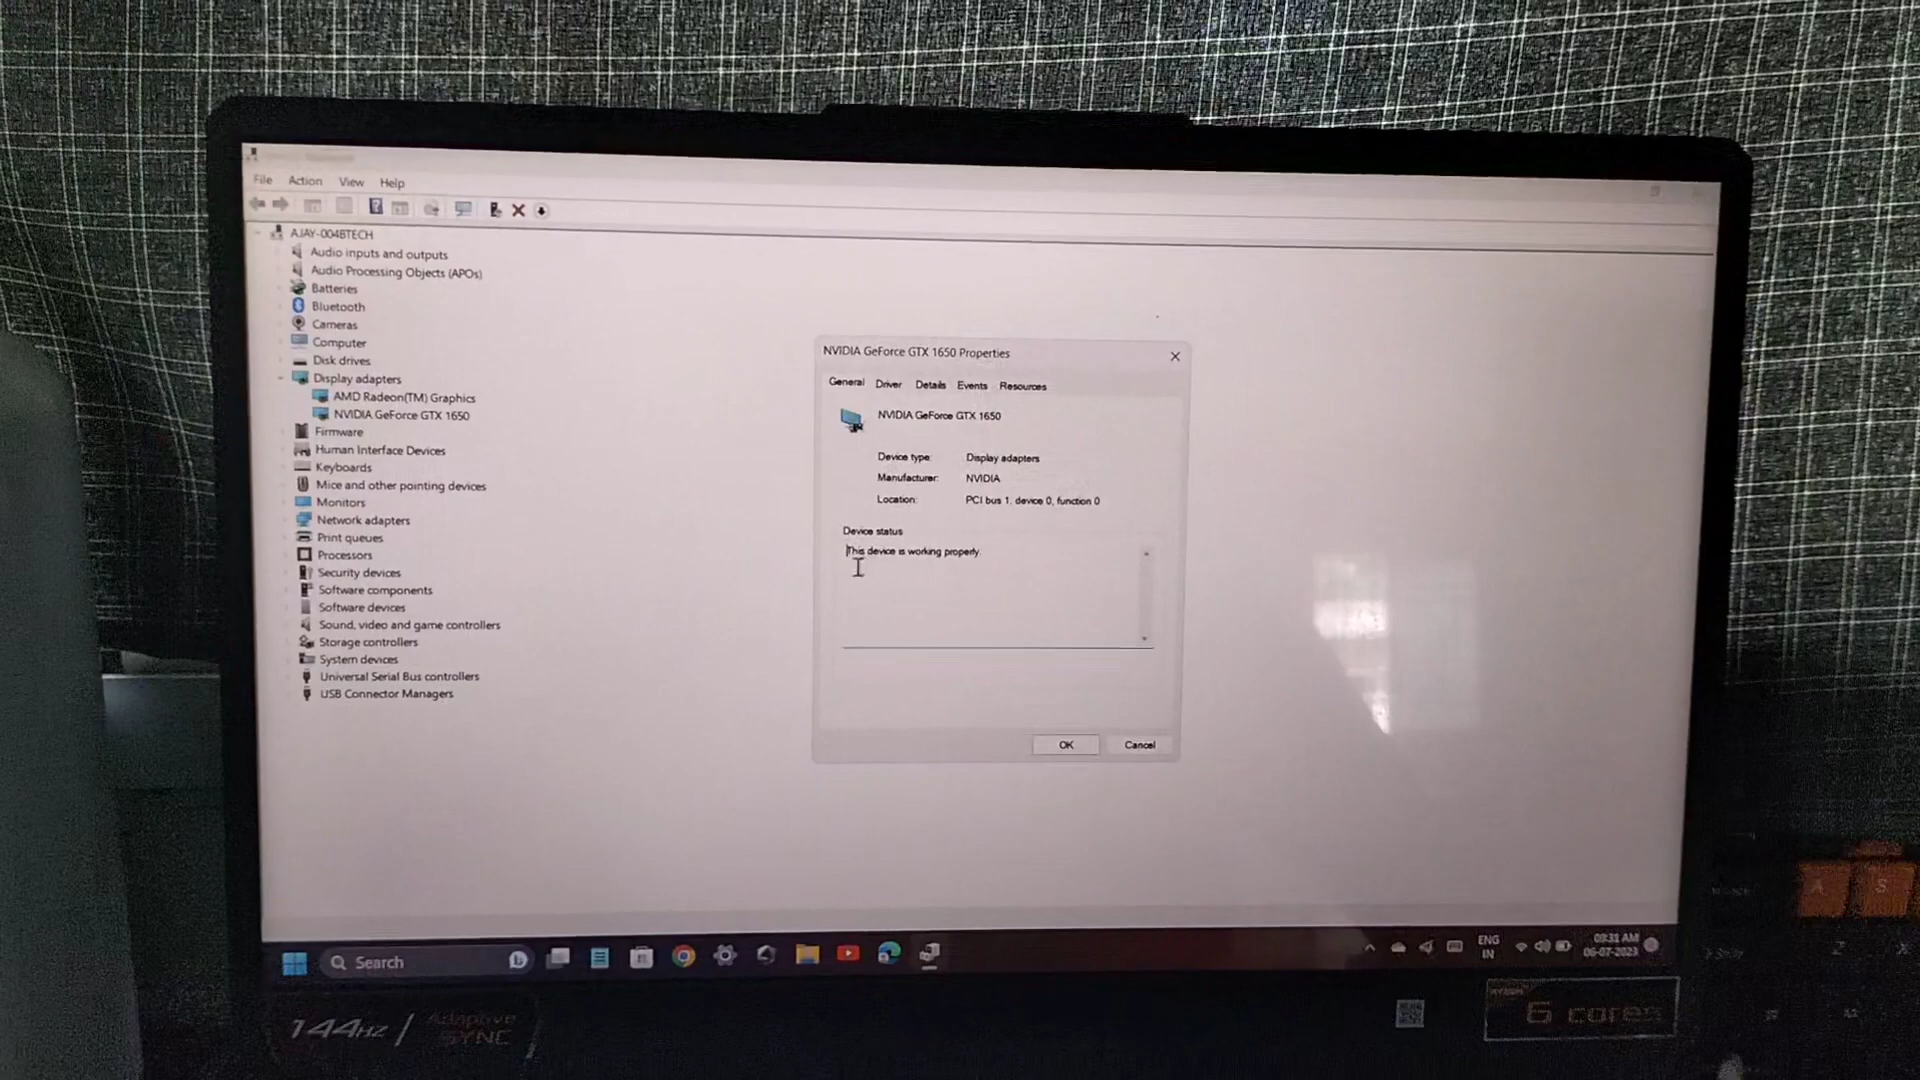 File Action View Help
AJAY-004BTECH
Audio inputs and outputs
Audio Processing Objects (APOs)
Batteries
Bluetooth
Cameras
Computer
Disk drives
Display adapters
AMD Radeon(TM) Graphics
NVIDIA GeForce GTX 1650
Firmware
Human Interface Devices
Keyboards
Mice and other pointing devices
Monitors
Network adapters
Print queues
Processors
Security devices
Software components
Software devices
Sound, video and game controllers
Storage controllers
System devices
Universal Serial Bus controllers
USB Connector Managers
NVIDIA GeForce GTX 1650 Properties
General Driver Details Events Resources
NVIDIA GeForce GTX 1650
Device type: Display adapters
Manufacturer: NVIDIA
Location: PCI bus 1, device 0, function 0
Device status
This device is working properly.
OK Cancel
Search
ENG
IN
06-07-2023
144Hz / Adaptive
SYNC
6 cores
A S
Z X